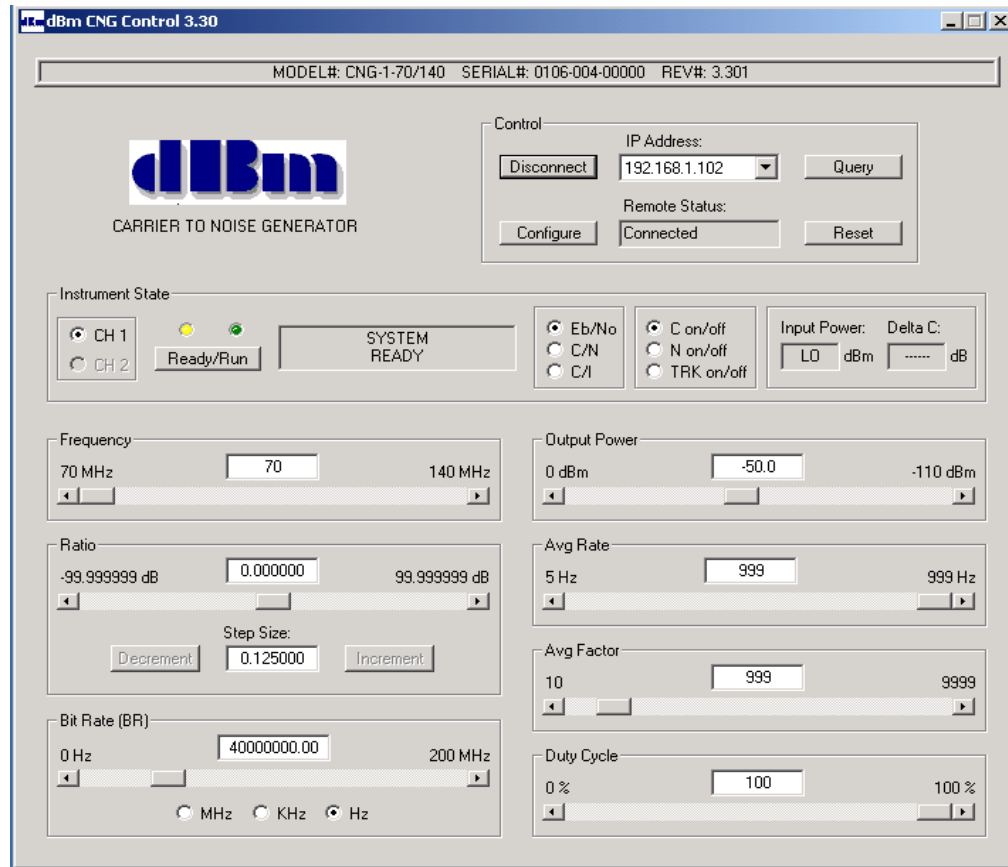 dBm CNG Control 3.30
MODEL#: CNG-1-70/140 SERIAL#: 0106-004-00000 REV#: 3.301
dBm
CARRIER TO NOISE GENERATOR
Control
IP Address:
Disconnect 192.168.1.102 Query
Remote Status:
Configure Connected Reset
Instrument State
CH 1
CH 2
Ready/Run
SYSTEM
READY
Eb/No
C/N
C/I
C on/off
N on/off
TRK on/off
Input Power: Delta C:
LO dBm ------ dB
Frequency
70 MHz 70 140 MHz
Output Power
0 dBm -50.0 -110 dBm
Ratio
-99.999999 dB 0.000000 99.999999 dB
Step Size:
Decrement 0.125000 Increment
Avg Rate
5 Hz 999 999 Hz
Avg Factor
10 999 9999
Bit Rate (BR)
0 Hz 40000000.00 200 MHz
MHz KHz Hz
Duty Cycle
0 % 100 100 %